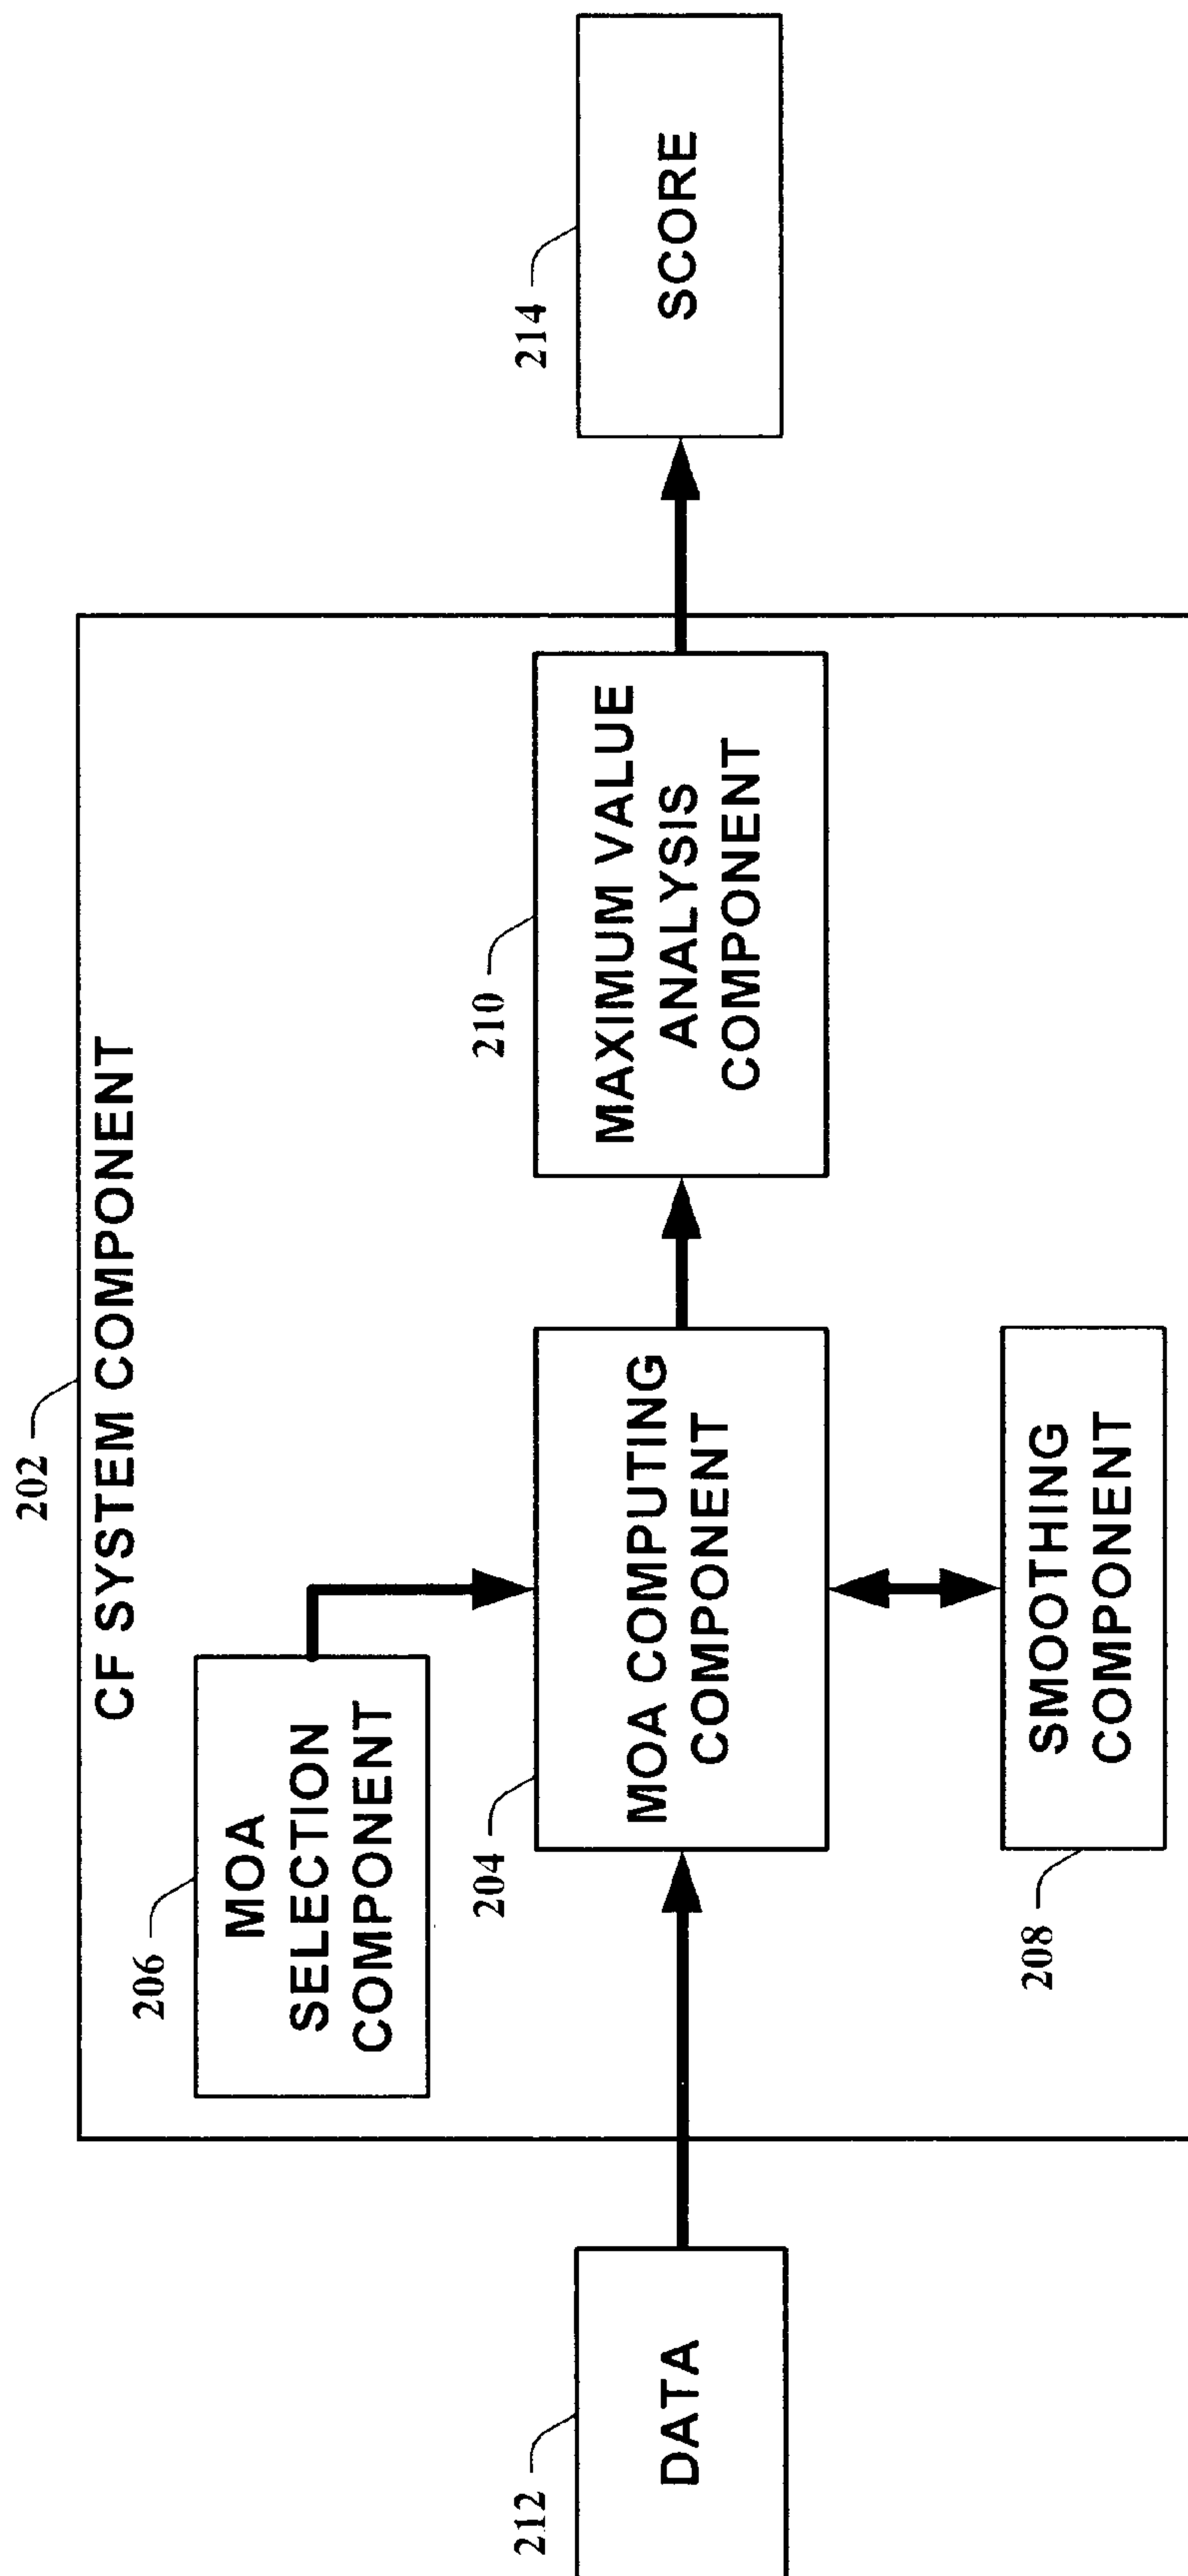 202
CF SYSTEM COMPONENT
206
MOA
SELECTION
COMPONENT
212
DATA
204
MOA COMPUTING
COMPONENT
210
MAXIMUM VALUE
ANALYSIS
COMPONENT
214
SCORE
208
SMOOTHING
COMPONENT